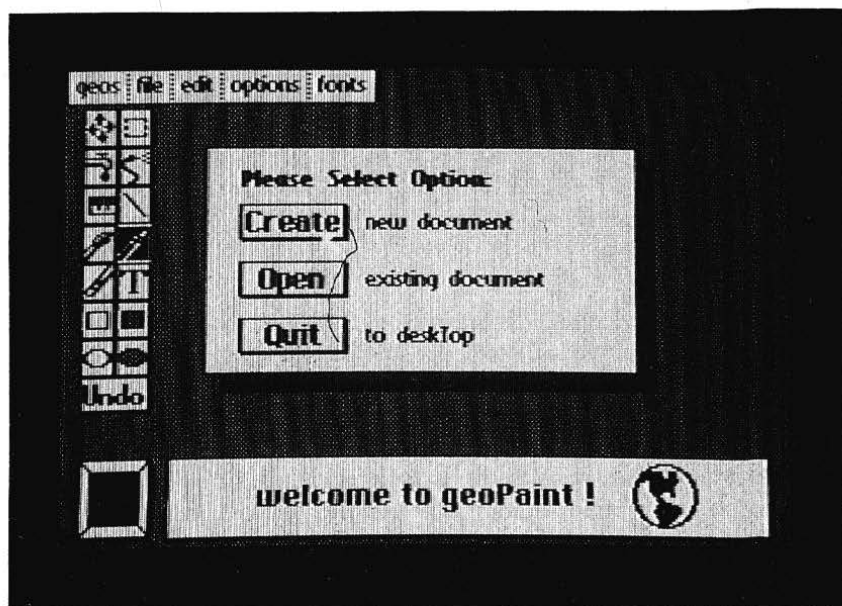 geos file edit options fonts
Please Select Option:
Create new document
Open existing document
Quit to deskTop
T
Undo
welcome to geoPaint !